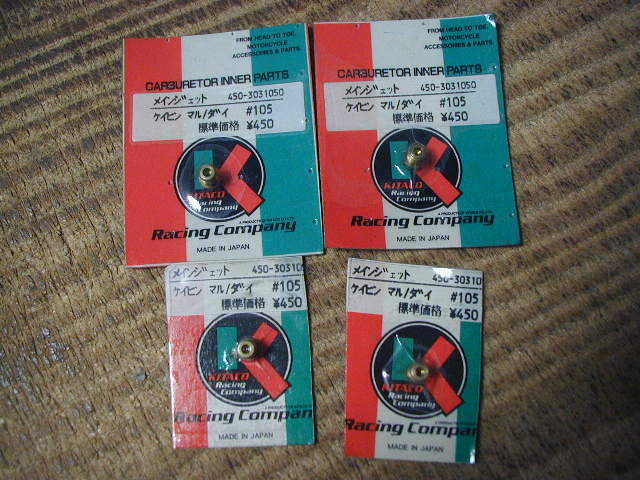 FROM HEAD TO TOE.
MOTORCYCLE
ACCESSORIES & PARTS.
CARBURETOR INNER PARTS
メインジェット 450-3031050
ケイヒン マル/ダイ #105
標準価格 ¥450
KITACO
Racing
Company
Racing Company
MADE IN JAPAN
FROM HEAD TO TOE.
MOTORCYCLE
ACCESSORIES & PARTS.
CARBURETOR INNER PARTS
メインジェット 450-3031050
ケイヒン マル/ダイ #105
標準価格 ¥450
KITACO
Racing
Company
Racing Company
MADE IN JAPAN
メインジェット 450-303105
ケイヒン マル/ダイ #105
標準価格 ¥450
KITACO
Racing
Company
Racing Compan
MADE IN JAPAN
メインジェット 450-30310
ケイヒン マル/ダイ #105
標準価格 ¥450
KITACO
Racing
Company
Racing Compan
MADE IN JAPAN